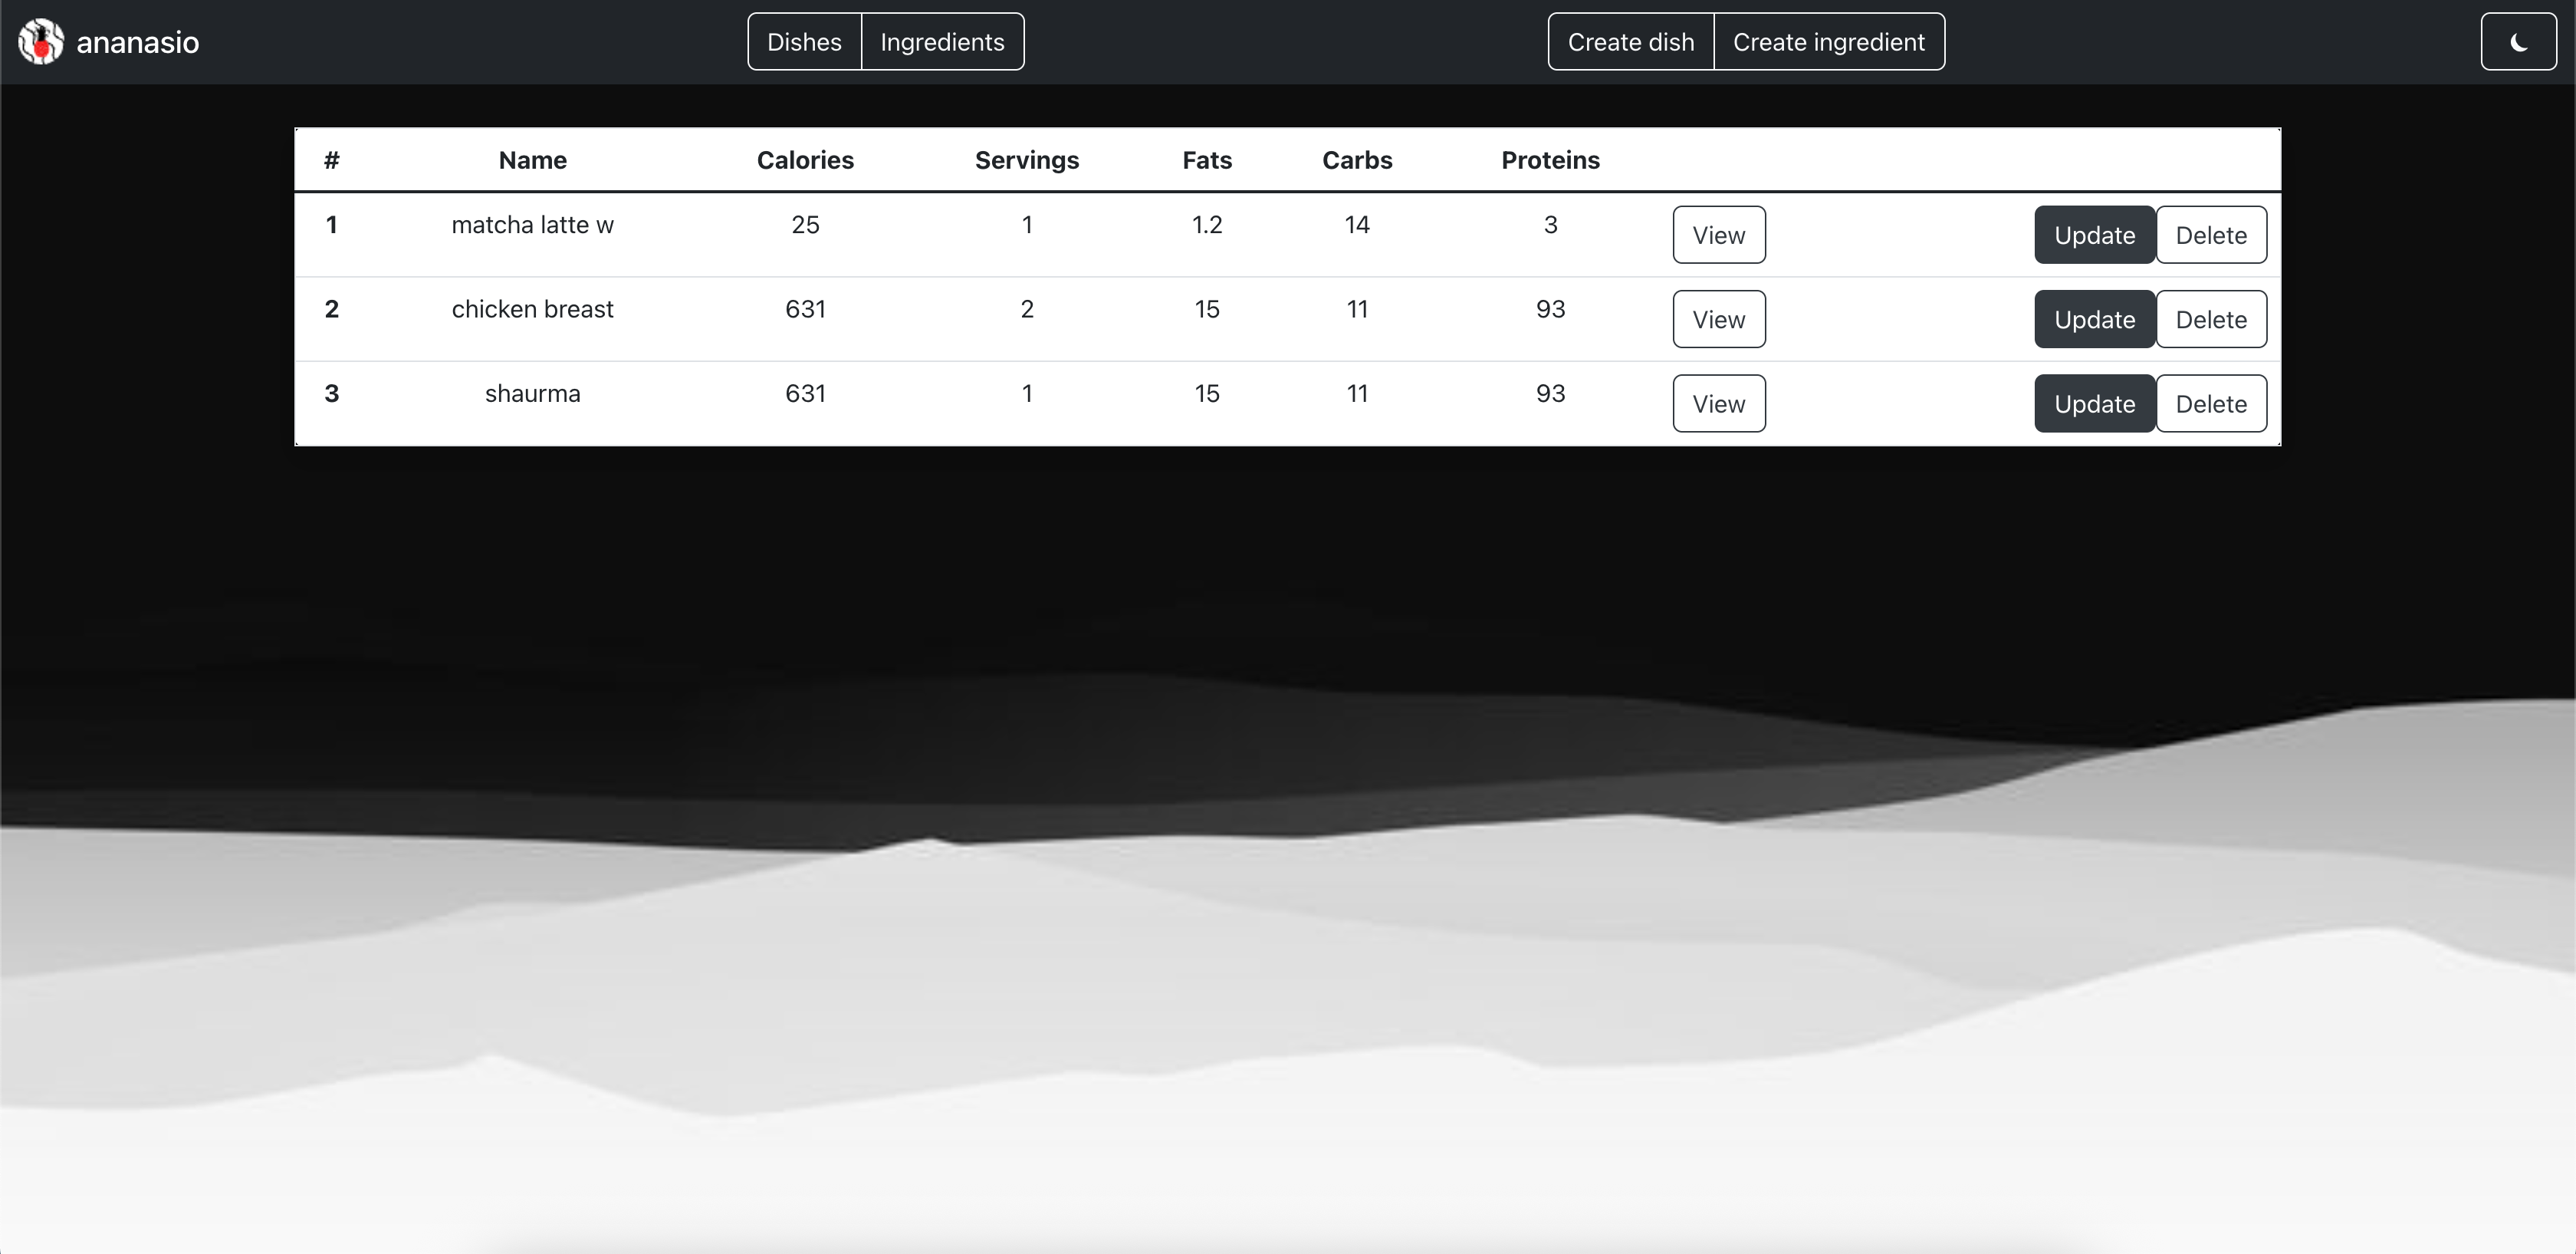 ananasio
Dishes Ingredients
Create dish Create ingredient
# Name Calories Servings Fats Carbs Proteins
1 matcha latte w 25 1 1.2 14 3 View Update Delete
2 chicken breast 631 2 15 11 93 View Update Delete
3 shaurma 631 1 15 11 93 View Update Delete